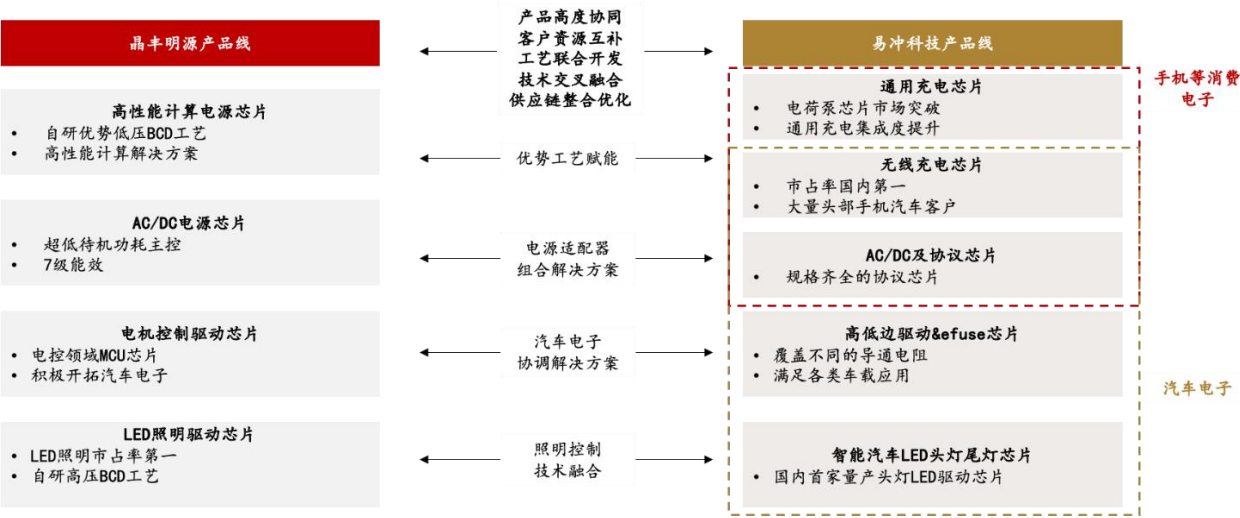 晶丰明源产品线
高性能计算电源芯片
• 自研优势低压BCD工艺
• 高性能计算解决方案
AC/DC电源芯片
• 超低待机功耗主控
• 7级能效
电机控制驱动芯片
• 电控领域MCU芯片
• 积极开拓汽车电子
LED照明驱动芯片
• LED照明市占率第一
• 自研高压BCD工艺
产品高度协同
客户资源互补
工艺联合开发
技术交叉融合
供应链整合优化
优势工艺赋能
电源适配器
组合解决方案
汽车电子
协调解决方案
照明控制
技术融合
易冲科技产品线
通用充电芯片
• 电荷泵芯片市场突破
• 通用充电集成度提升
无线充电芯片
• 市占率国内第一
• 大量头部手机汽车客户
AC/DC及协议芯片
• 规格齐全的协议芯片
高低边驱动&efuse芯片
• 覆盖不同的导通电阻
• 满足各类车载应用
智能汽车LED头灯尾灯芯片
• 国内首家量产头灯LED驱动芯片
手机等消费
电子
汽车电子